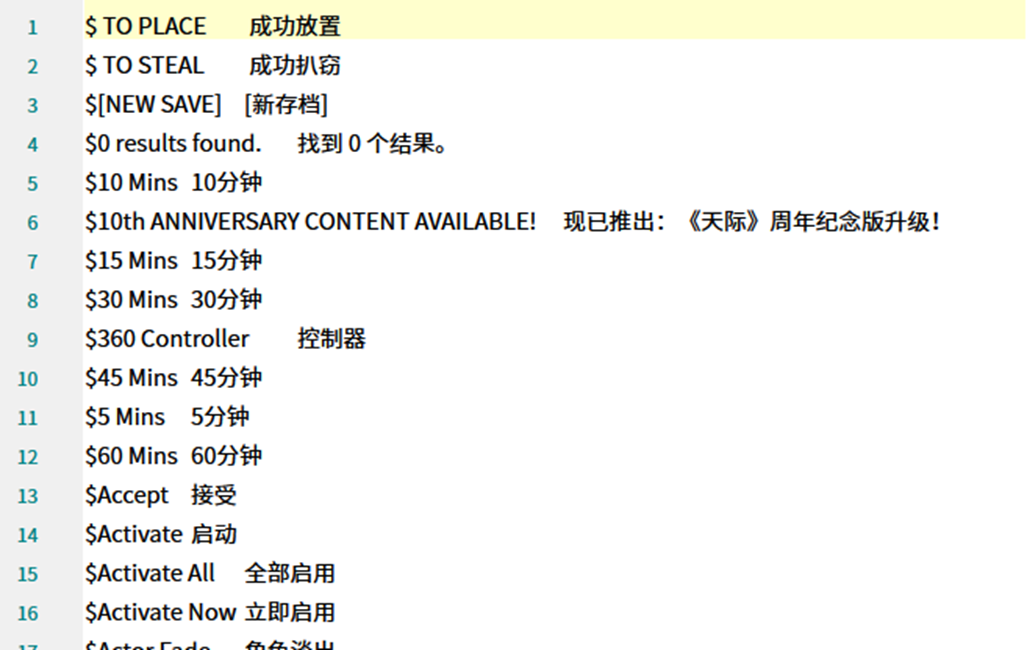 1 $ TO PLACE 成功放置
2 $ TO STEAL 成功扒窃
3 $[NEW SAVE] [新存档]
4 $0 results found. 找到 0 个结果。
5 $10 Mins 10分钟
6 $10th ANNIVERSARY CONTENT AVAILABLE! 现已推出：《天际》周年纪念版升级！
7 $15 Mins 15分钟
8 $30 Mins 30分钟
9 $360 Controller 控制器
10 $45 Mins 45分钟
11 $5 Mins 5分钟
12 $60 Mins 60分钟
13 $Accept 接受
14 $Activate 启动
15 $Activate All 全部启用
16 $Activate Now 立即启用
17 $Actor Fade 角色淡出